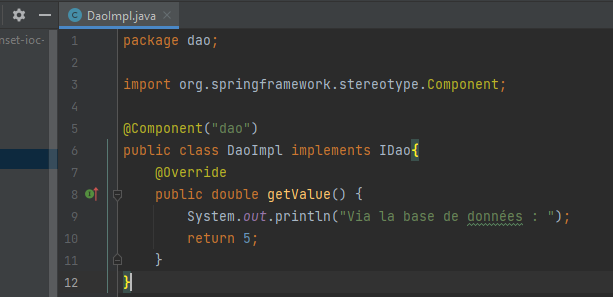 DaoImpl.java
nset-ioc-
1 package dao;
2
3 import org.springframework.stereotype.Component;
4
5 @Component("dao")
6 public class DaoImpl implements IDao{
7 @Override
8 public double getValue() {
9 System.out.println("Via la base de données : ");
10 return 5;
11 }
12 }